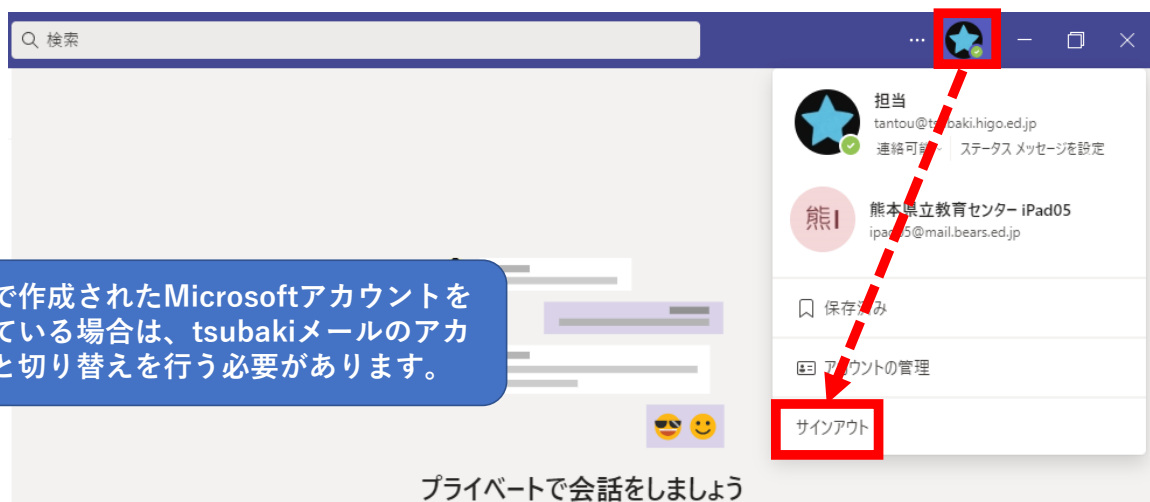 検索
担当
tantou@tsubaki.higo.ed.jp
連絡可能 ステータス メッセージを設定
熊I
熊本県立教育センター iPad05
ipad05@mail.bears.ed.jp
で作成されたMicrosoftアカウントを
ている場合は、tsubakiメールのアカ
と切り替えを行う必要があります。
保存済み
アカウントの管理
サインアウト
プライベートで会話をしましょう